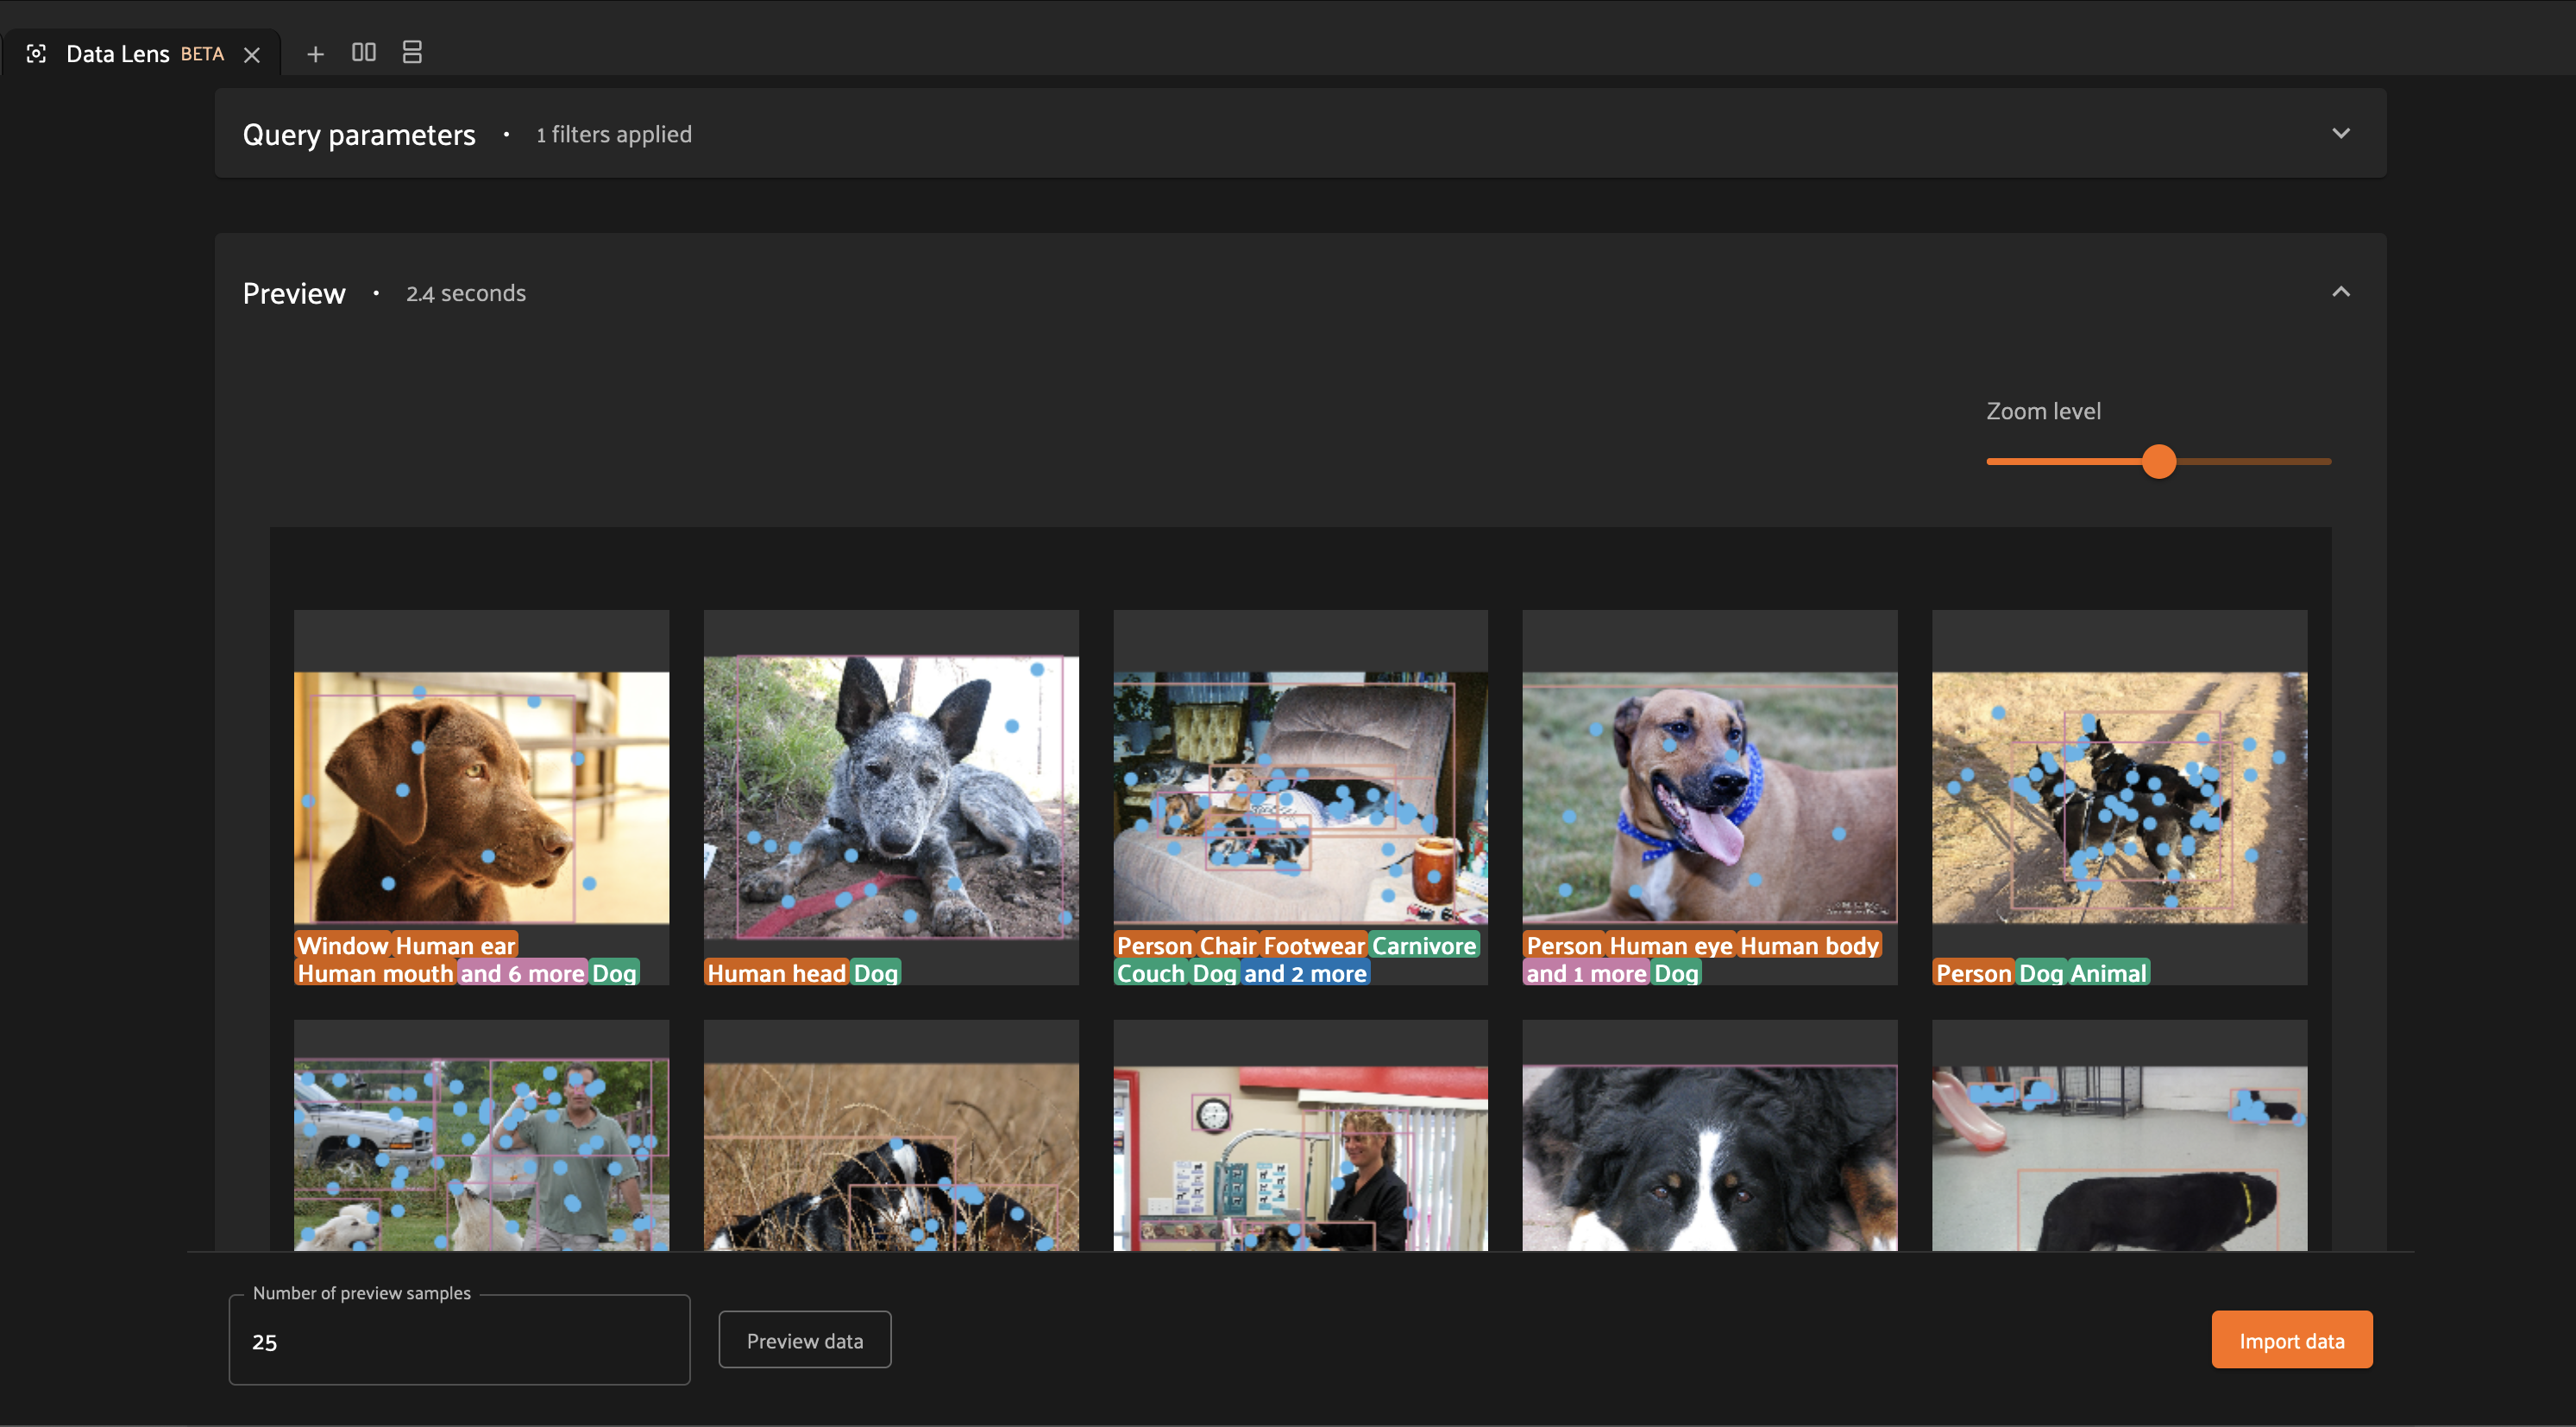 Data Lens BETA
Query parameters • 1 filters applied
Preview • 2.4 seconds
Zoom level
Window Human ear
Human mouth and 6 more Dog
Human head Dog
Person Chair Footwear Carnivore
Couch Dog and 2 more
Person Human eye Human body
and 1 more Dog
Person Dog Animal
Number of preview samples
25
Preview data
Import data